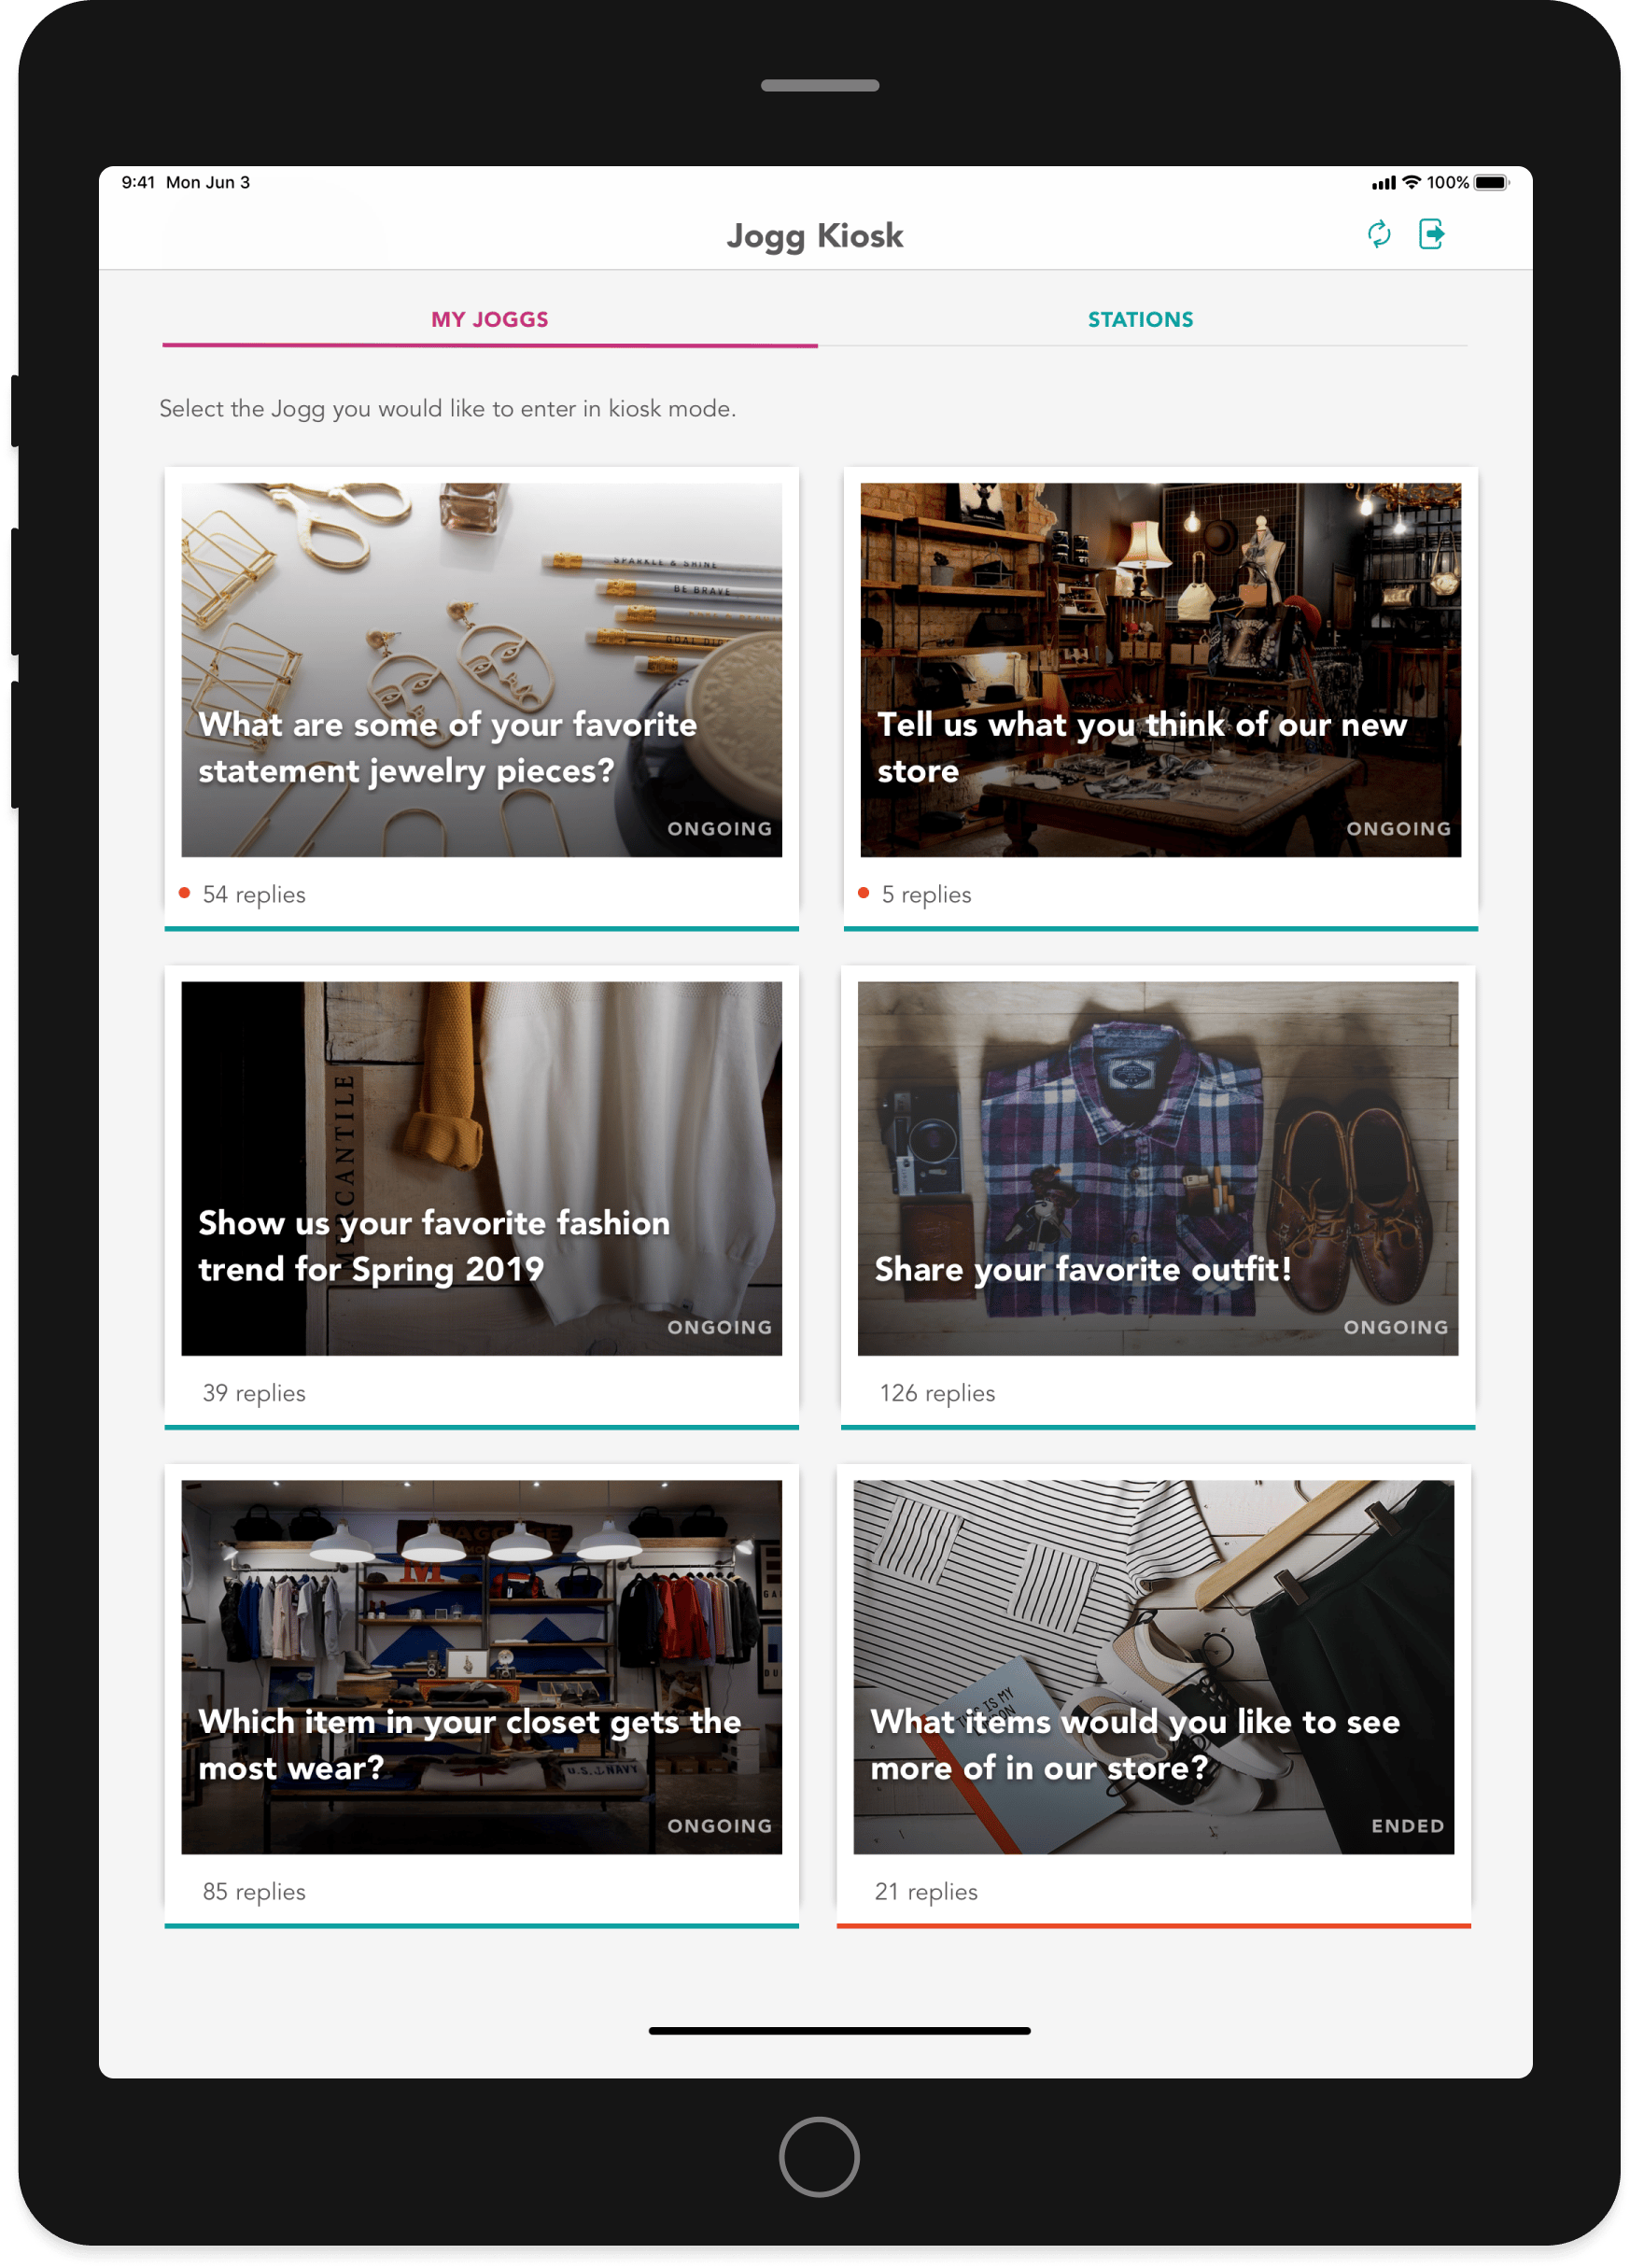 9:41 Mon Jun 3
100%
Jogg Kiosk
MY JOGGS
STATIONS
Select the Jogg you would like to enter in kiosk mode.
SPARKLE & SHINE
BE BRAVE
What are some of your favorite
statement jewelry pieces?
ONGOING
54 replies
Tell us what you think of our new
store
ONGOING
5 replies
MERCANTILE
Show us your favorite fashion
trend for Spring 2019
ONGOING
39 replies
Share your favorite outfit!
ONGOING
126 replies
M
Which item in your closet gets the
most wear?
U.S. NAVY
ONGOING
85 replies
THIS IS MY
What items would you like to see
more of in our store?
ENDED
21 replies